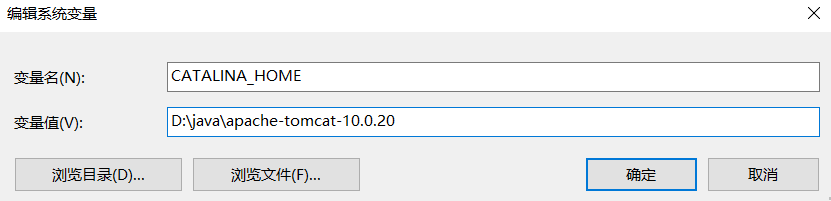 编辑系统变量
变量名(N):
CATALINA_HOME
变量值(V):
D:\java\apache-tomcat-10.0.20
浏览目录(D)...
浏览文件(F)...
确定
取消